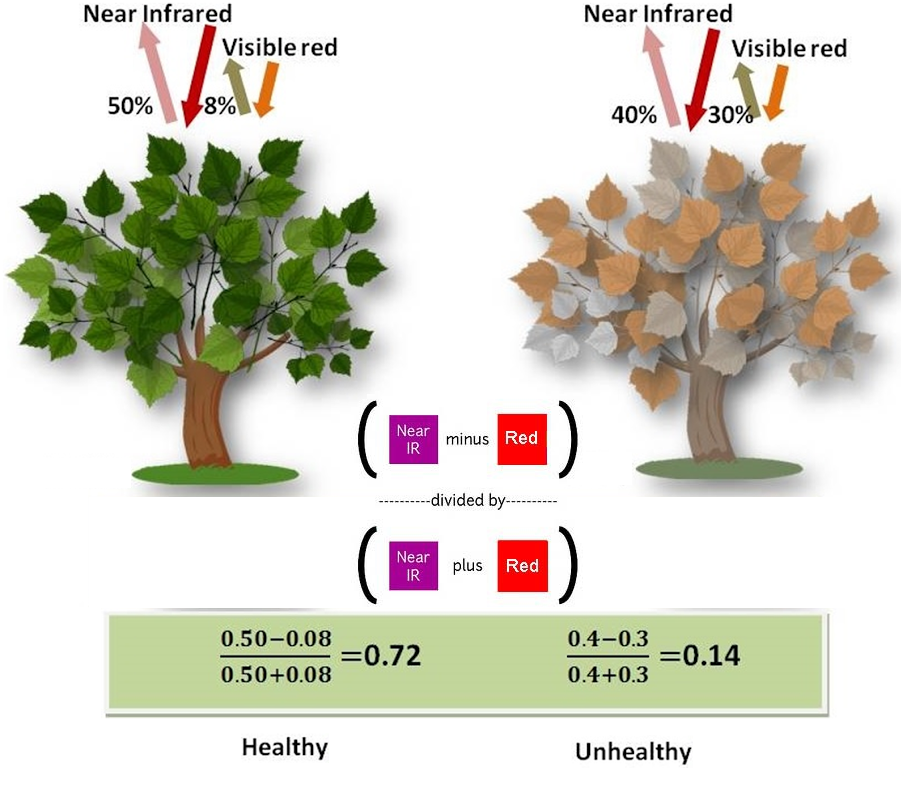 Near Infrared
Visible red
50%
8%
Near Infrared
Visible red
40%
30%
( Near IR minus Red )
----------divided by----------
( Near IR plus Red )
0.50−0.08
0.50+0.08
=0.72
0.4−0.3
0.4+0.3
=0.14
Healthy
Unhealthy